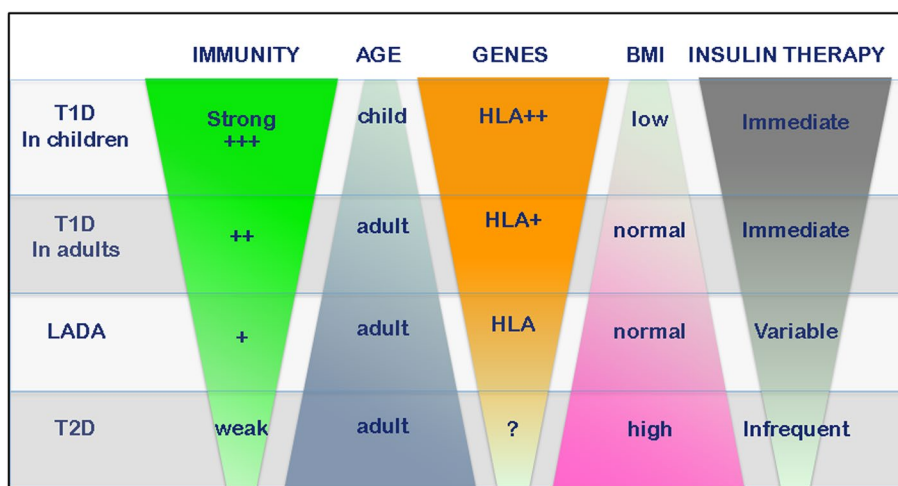 IMMUNITY AGE GENES BMI INSULIN THERAPY
T1D
In children
Strong
+++
child
HLA++
low
Immediate
T1D
In adults
++
adult
HLA+
normal
Immediate
LADA
+
adult
HLA
normal
Variable
T2D
weak
adult
?
high
Infrequent